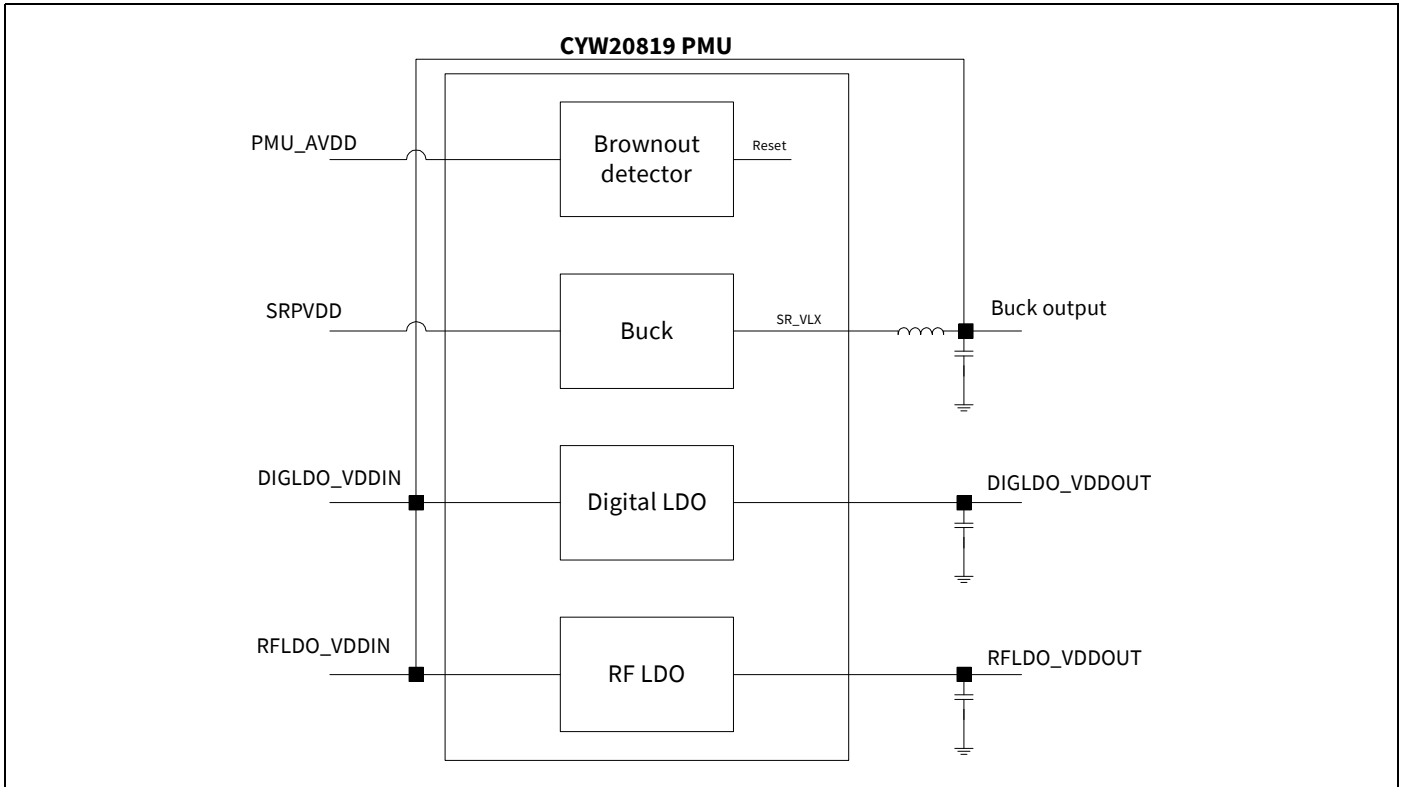 CYW20819 PMU
PMU_AVDD
Brownout
detector
Reset
SRPVDD
Buck
SR_VLX
Buck output
DIGLDO_VDDIN
Digital LDO
DIGLDO_VDDOUT
RFLDO_VDDIN
RF LDO
RFLDO_VDDOUT